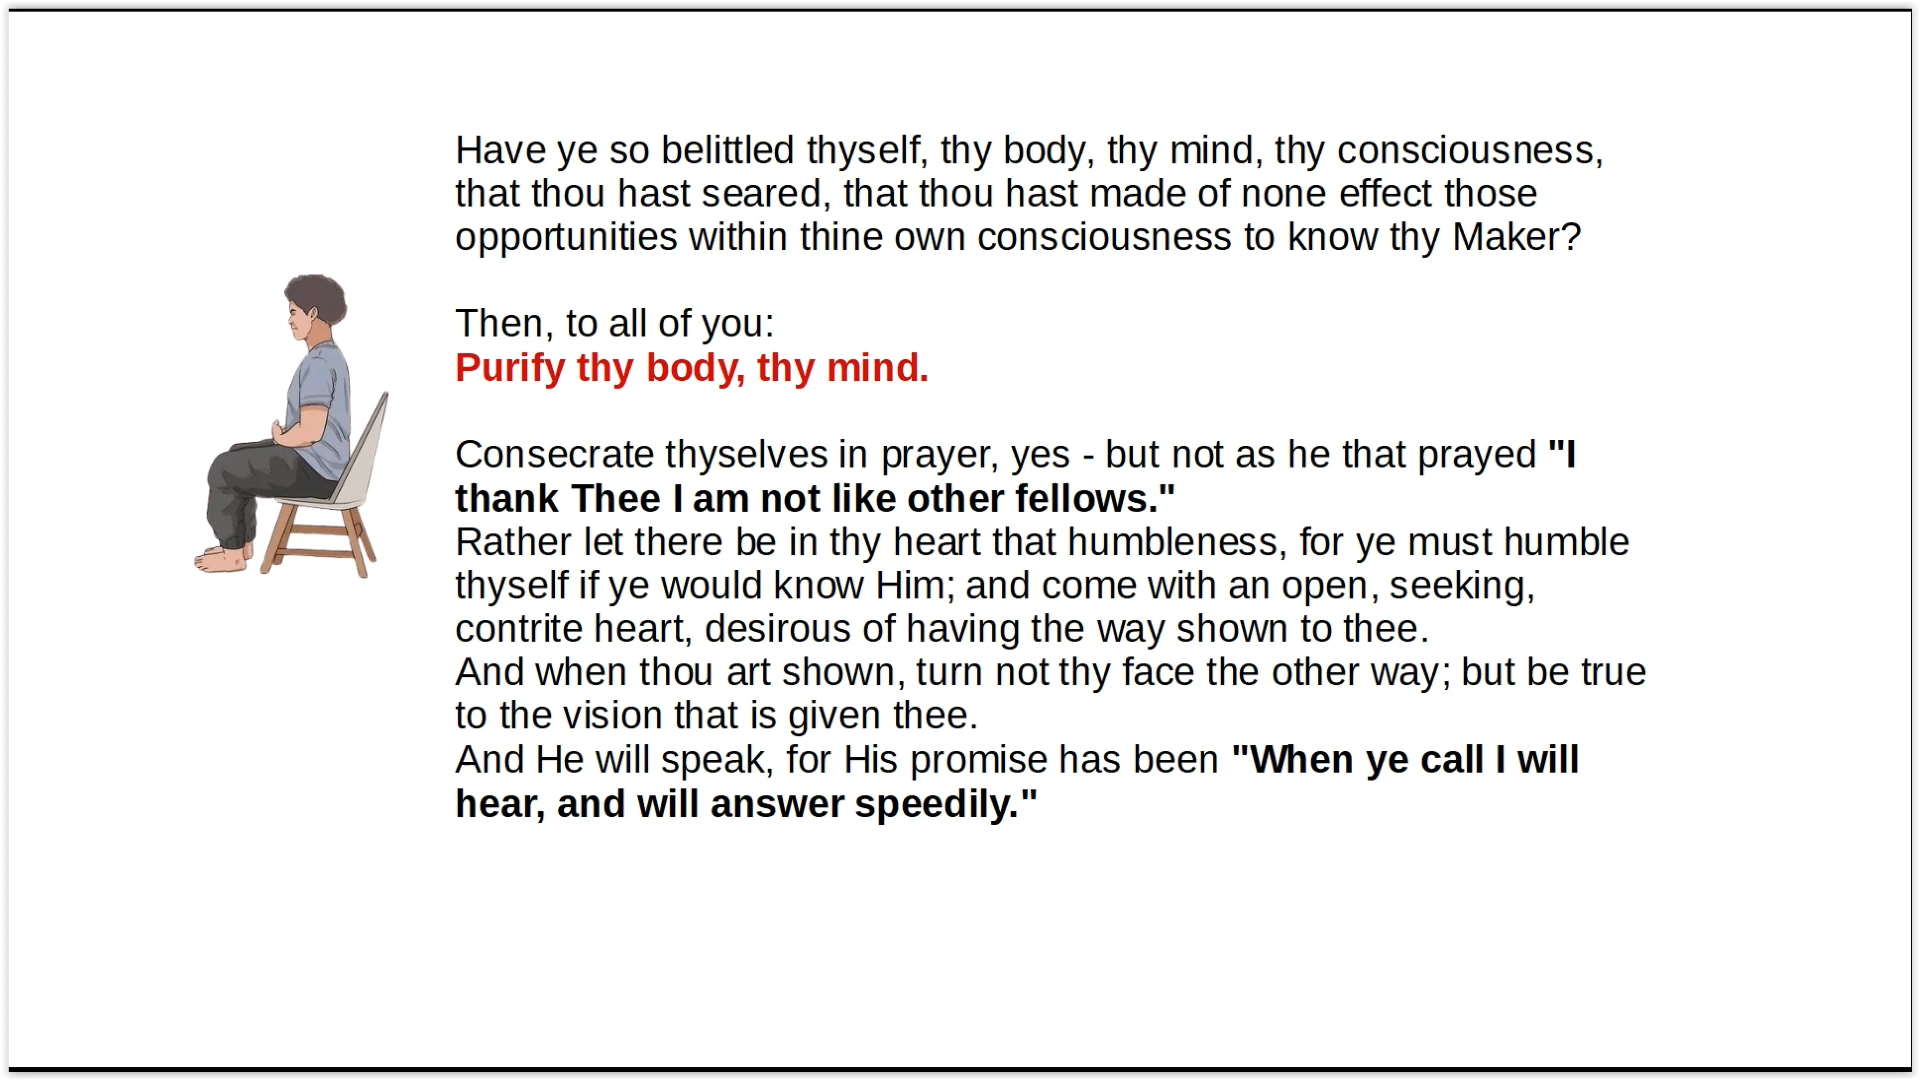 Have ye so belittled thyself, thy body, thy mind, thy consciousness,
that thou hast seared, that thou hast made of none effect those
opportunities within thine own consciousness to know thy Maker?
Then, to all of you:
Purify thy body, thy mind.
Consecrate thyselves in prayer, yes - but not as he that prayed "I
thank Thee I am not like other fellows."
Rather let there be in thy heart that humbleness, for ye must humble
thyself if ye would know Him; and come with an open, seeking,
contrite heart, desirous of having the way shown to thee.
And when thou art shown, turn not thy face the other way; but be true
to the vision that is given thee.
And He will speak, for His promise has been "When ye call I will
hear, and will answer speedily."